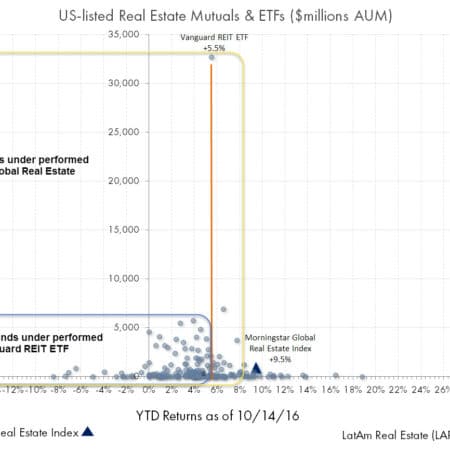 US-listed Real Estate Mutuals & ETFs ($millions AUM)
Vanguard REIT ETF
+5.5%
35,000
30,000
25,000
s under performed
obal Real Estate
20,000
15,000
10,000
5,000
nds under performed
uard REIT ETF
Morningstar Global
Real Estate Index
+9.5%
-12% -10% -8% -6% -4% -2% 0% 2% 4% 6% 8% 10% 12% 14% 16% 18% 20% 22% 24% 26%
YTD Returns as of 10/14/16
eal Estate Index
LatAm Real Estate (LAR